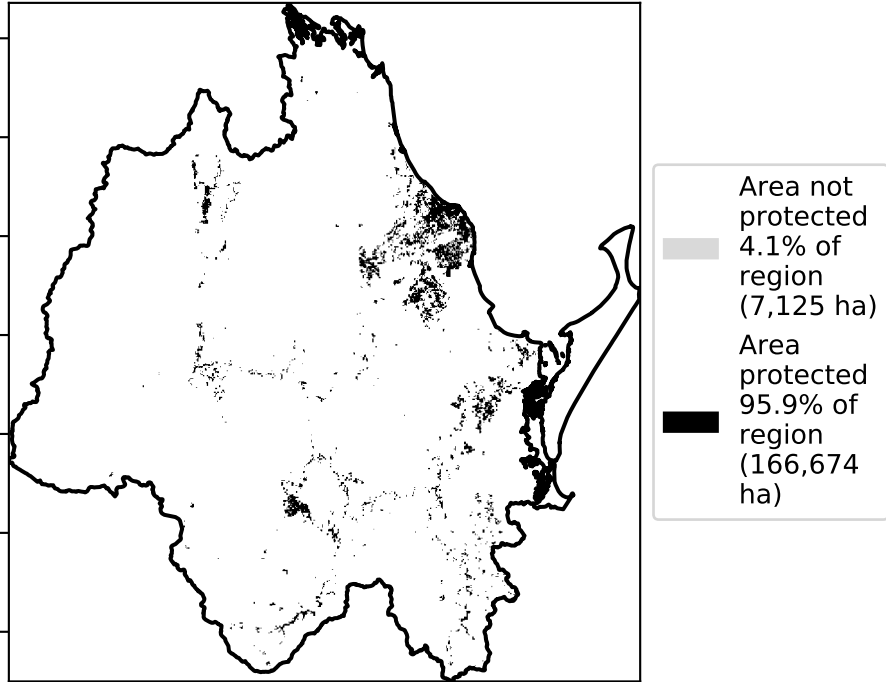 Area not
protected
4.1% of
region
(7,125 ha)
Area
protected
95.9% of
region
(166,674
ha)